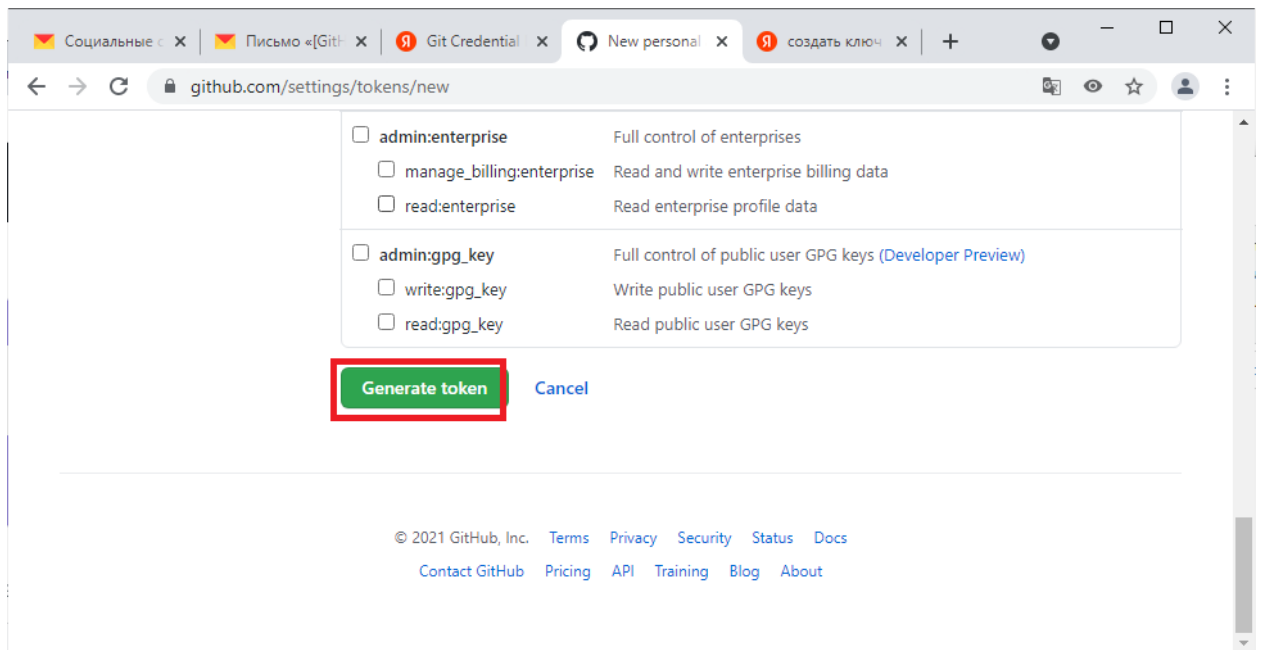 Социальные с
Письмо «[GitH
Git Credential
New personal
создать ключ
github.com/settings/tokens/new
admin:enterprise Full control of enterprises
manage_billing:enterprise Read and write enterprise billing data
read:enterprise Read enterprise profile data
admin:gpg_key Full control of public user GPG keys (Developer Preview)
write:gpg_key Write public user GPG keys
read:gpg_key Read public user GPG keys
Generate token Cancel
© 2021 GitHub, Inc. Terms Privacy Security Status Docs
Contact GitHub Pricing API Training Blog About